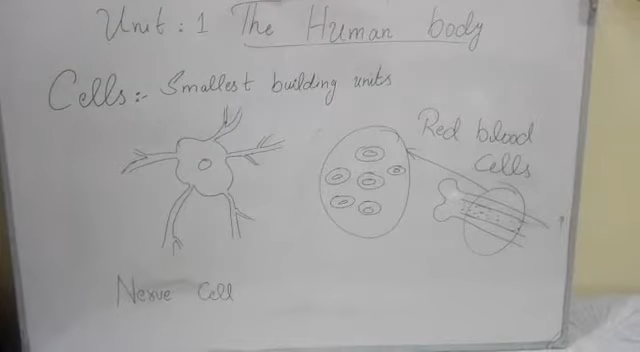 Unit : 1 The Human body
Cells :- Smallest building units
Red blood
Cells
Nerve Cell